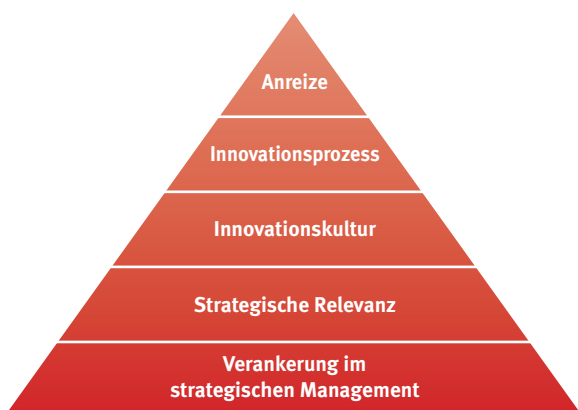 Anreize
Innovationsprozess
Innovationskultur
Strategische Relevanz
Verankerung im
strategischen Management